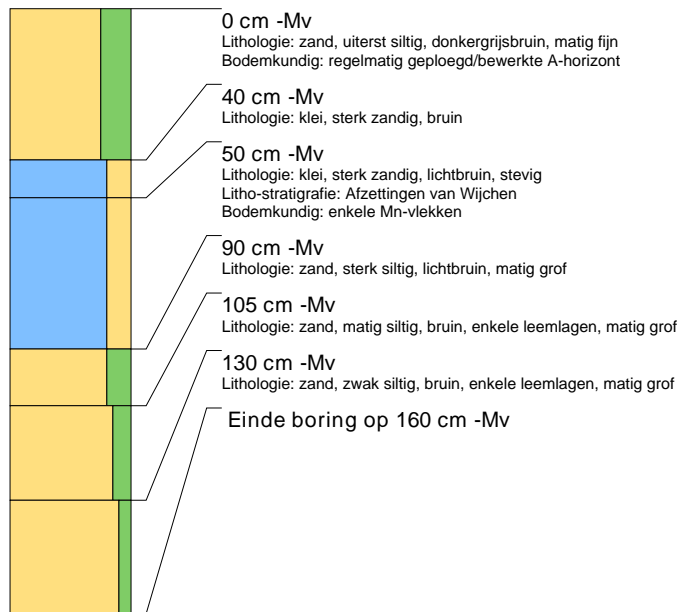 0 cm -Mv
Lithologie: zand, uiterst siltig, donkergrijsbruin, matig fijn
Bodemkundig: regelmatig geploegd/bewerkte A-horizont
40 cm -Mv
Lithologie: klei, sterk zandig, bruin
50 cm -Mv
Lithologie: klei, sterk zandig, lichtbruin, stevig
Litho-stratigrafie: Afzettingen van Wijchen
Bodemkundig: enkele Mn-vlekken
90 cm -Mv
Lithologie: zand, sterk siltig, lichtbruin, matig grof
105 cm -Mv
Lithologie: zand, matig siltig, bruin, enkele leemlagen, matig grof
130 cm -Mv
Lithologie: zand, zwak siltig, bruin, enkele leemlagen, matig grof
Einde boring op 160 cm -Mv